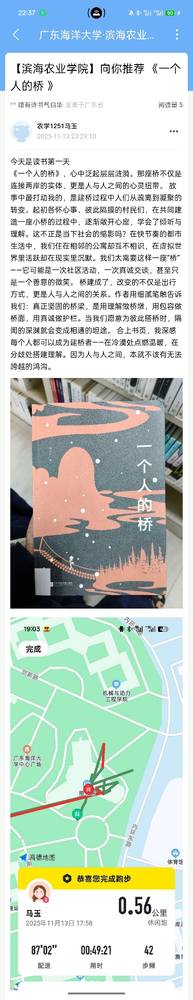 22:37
90
广东海洋大学·滨海农业...
【滨海农业学院】向你推荐 《一个
人的桥 》
腹有诗书气自华 发表于广东省 阅读量 5
农学1251马玉
2025-11-13 23:29:10
今天是读书第一天
《一个人的桥》，心中泛起层层涟漪。那座桥不仅是
连接两岸的实体，更是人与人之间的心灵纽带。 故
事中最打动我的，是建桥过程中人们从疏离到凝聚的
转变。起初各怀心事、彼此隔膜的村民们，在共同建
造一座小桥的过程中，逐渐敞开心扉，学会了倾听与
理解。这不正是当下社会的缩影吗？在快节奏的都市
生活中，我们住在相邻的公寓却互不相识，在虚拟世
界里活跃却在现实里沉默。我们太需要这样一座“桥”
——它可能是一次社区活动，一次真诚交谈，甚至只
是一个善意的微笑。 桥建成了，改变的不仅是出行
方式，更是人与人之间的关系。作者用细腻笔触告诉
我们：真正坚固的桥梁，是用理解做桥墩，用包容做
桥面，用真诚做护栏。当我们愿意为彼此搭桥时，隔
阂的深渊就会变成相通的坦途。 合上书页，我深感
每个人都可以成为建桥者——在冷漠处点燃温暖，在
分歧处搭建理解。因为人与人之间，本就不该有无法
跨越的鸿沟。
一个人的桥
19:03
完成
内环
创新路
机械与动力
工程学院
广东海洋大
学中心广场
终
图
起
内环东路
高德地图
体育馆
恭喜您完成跑步
马玉
0.56公里
2025年11月13日 17:58
休闲跑
87'02" 00:49:21 42
配速 用时 步频